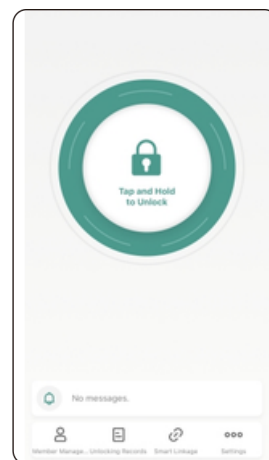 Tap and Hold
to Unlock
No messages.
Member Manage... Unlocking Records Smart Linkage Settings